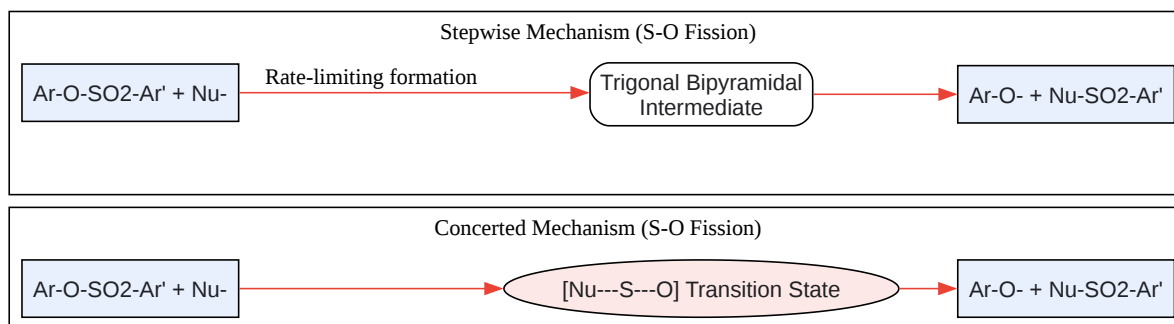 Stepwise Mechanism (S-O Fission)
Ar-O-SO2-Ar' + Nu-
Rate-limiting formation
Trigonal Bipyramidal
Intermediate
Ar-O- + Nu-SO2-Ar'
Concerted Mechanism (S-O Fission)
Ar-O-SO2-Ar' + Nu-
[Nu---S---O] Transition State
Ar-O- + Nu-SO2-Ar'